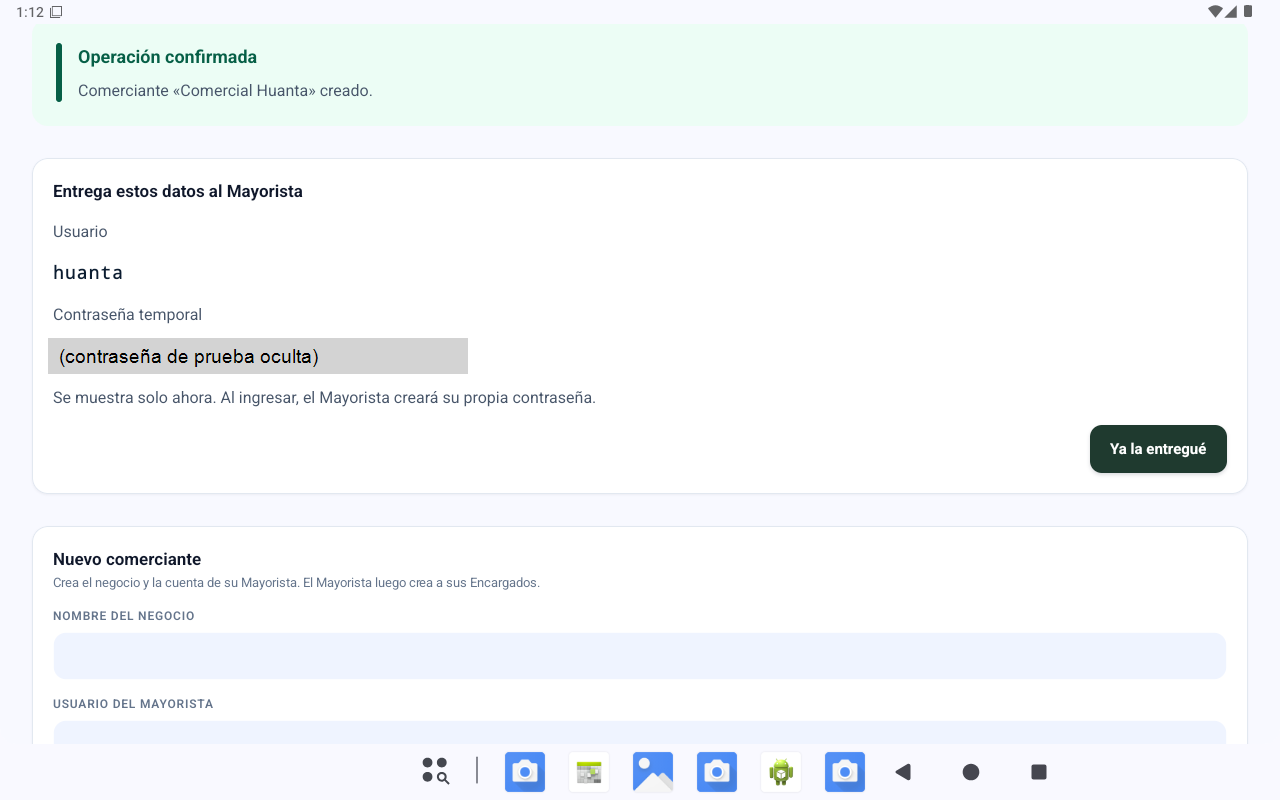 1:12
Operación confirmada
Comerciante «Comercial Huanta» creado.
Entrega estos datos al Mayorista
Usuario
huanta
Contraseña temporal
(contraseña de prueba oculta)
Se muestra solo ahora. Al ingresar, el Mayorista creará su propia contraseña.
Ya la entregué
Nuevo comerciante
Crea el negocio y la cuenta de su Mayorista. El Mayorista luego crea a sus Encargados.
NOMBRE DEL NEGOCIO
USUARIO DEL MAYORISTA